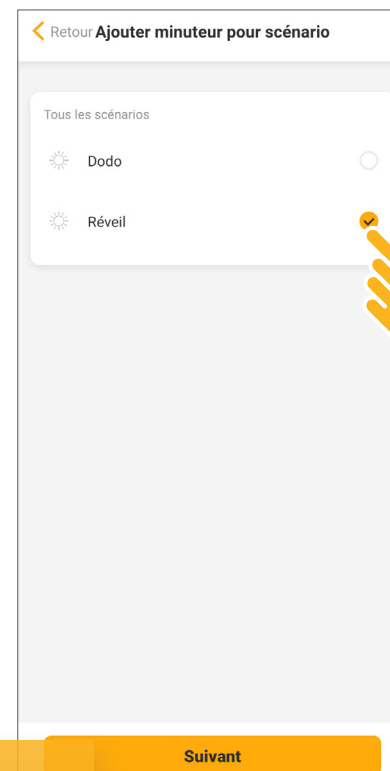 Retour Ajouter minuteur pour scénario
Tous les scénarios
Dodo
Réveil
Suivant